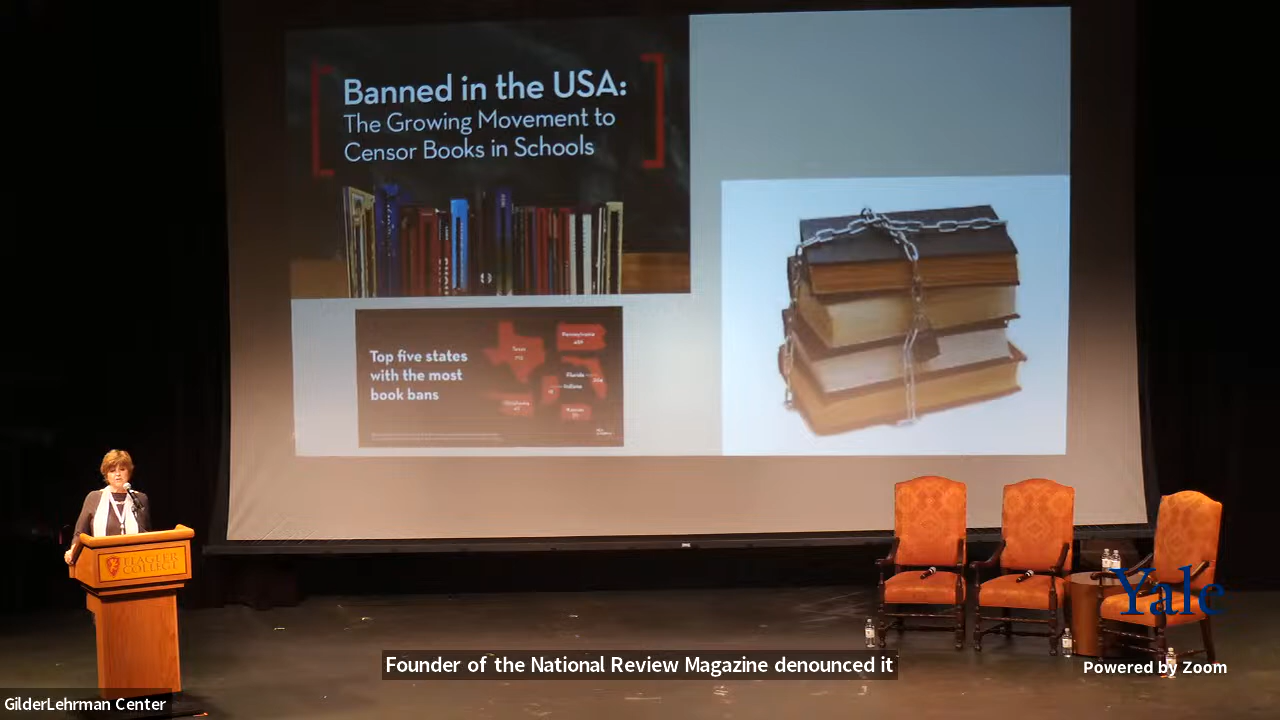 Banned in the USA:
The Growing Movement to
Censor Books in Schools
Top five states
with the most
book bans
Texas
Pennsylvania
Florida
Indiana
Oklahoma
Kansas
FLAGLER
COLLEGE
Yale
Founder of the National Review Magazine denounced it
Powered by Zoom
GilderLehrman Center